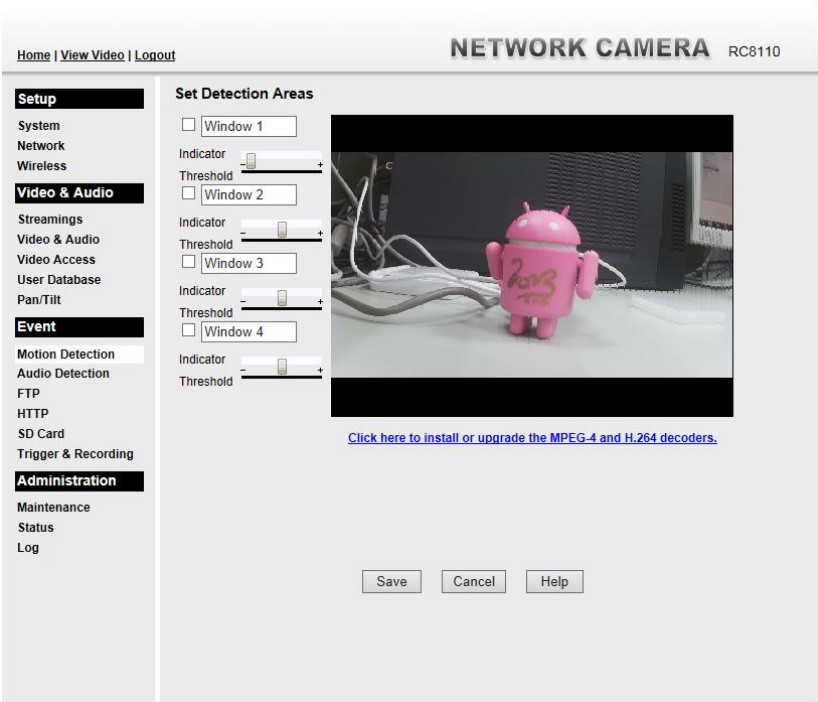 Home | View Video | Logout
NETWORK CAMERA RC8110
Setup
System
Network
Wireless
Video & Audio
Streamings
Video & Audio
Video Access
User Database
Pan/Tilt
Event
Motion Detection
Audio Detection
FTP
HTTP
SD Card
Trigger & Recording
Administration
Maintenance
Status
Log
Set Detection Areas
Window 1
Indicator
- +
Threshold
Window 2
Indicator
- +
Threshold
Window 3
Indicator
- +
Threshold
Window 4
Indicator
- +
Threshold
2013
Click here to install or upgrade the MPEG-4 and H.264 decoders.
Save Cancel Help